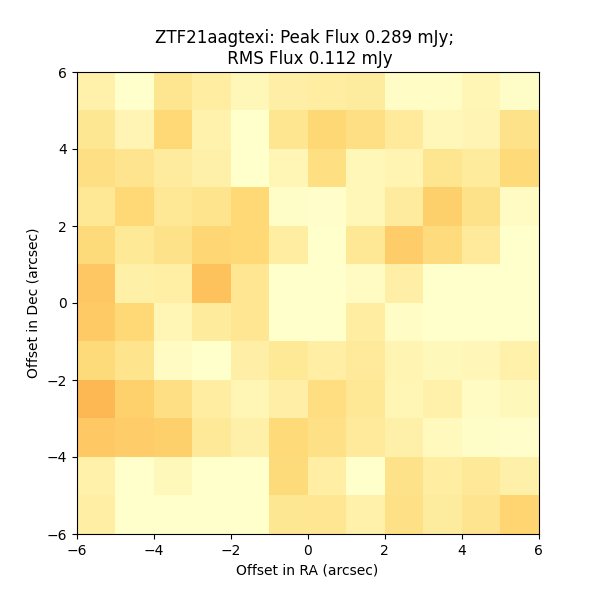 ZTF21aagtexi: Peak Flux 0.289 mJy;
RMS Flux 0.112 mJy
6
4
2
0
−2
−4
−6
Offset in Dec (arcsec)
−6 −4 −2 0 2 4 6
Offset in RA (arcsec)